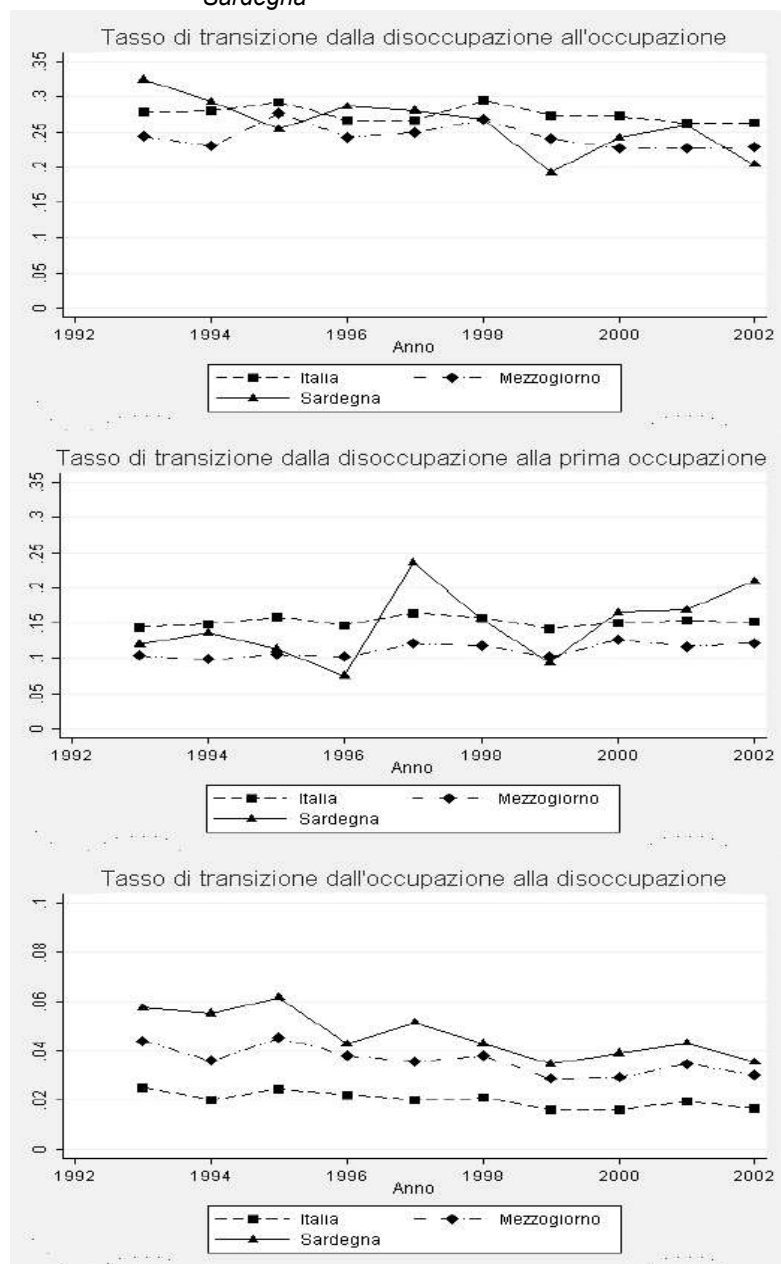 Sardegna
Tasso di transizione dalla disoccupazione all'occupazione
.35
.3
.25
.2
.15
.1
.05
0
1992 1994 1996 1998 2000 2002
Anno
Italia Mezzogiorno
Sardegna
Tasso di transizione dalla disoccupazione alla prima occupazione
.35
.3
.25
.2
.15
.1
.05
0
1992 1994 1996 1998 2000 2002
Anno
Italia Mezzogiorno
Sardegna
Tasso di transizione dall'occupazione alla disoccupazione
.1
.08
.06
.04
.02
0
1992 1994 1996 1998 2000 2002
Anno
Italia Mezzogiorno
Sardegna